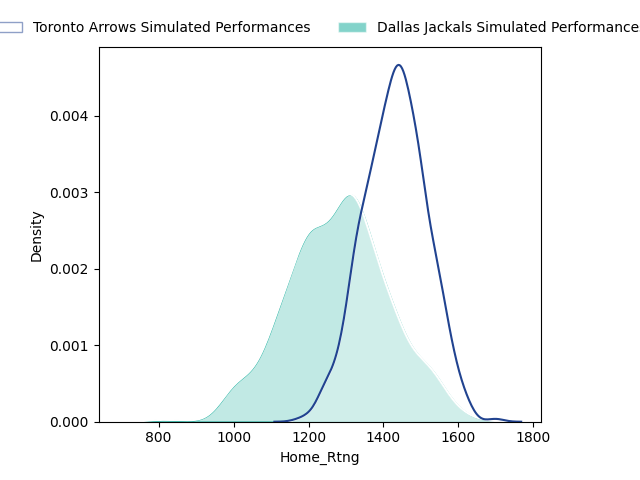 Toronto Arrows Simulated Performances
Dallas Jackals Simulated Performance
0.004
0.003
0.002
0.001
0.000
Density
800 1000 1200 1400 1600 1800
Home_Rtng